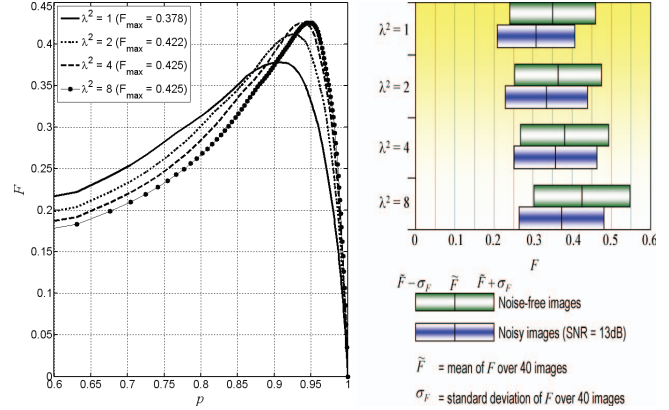 0.45
0.4
0.35
0.3
0.25
0.2
0.15
0.1
0.05
0
F
λ² = 1 (F_max = 0.378)
λ² = 2 (F_max = 0.422)
λ² = 4 (F_max = 0.425)
λ² = 8 (F_max = 0.425)
0.6 0.65 0.7 0.75 0.8 0.85 0.9 0.95 1
p
λ² = 1
λ² = 2
λ² = 4
λ² = 8
0 0.1 0.2 0.3 0.4 0.5 0.6
F
F̃−σ_F F̃ F̃+σ_F
Noise-free images
Noisy images (SNR = 13dB)
F̃ = mean of F over 40 images
σ_F = standard deviation of F over 40 images